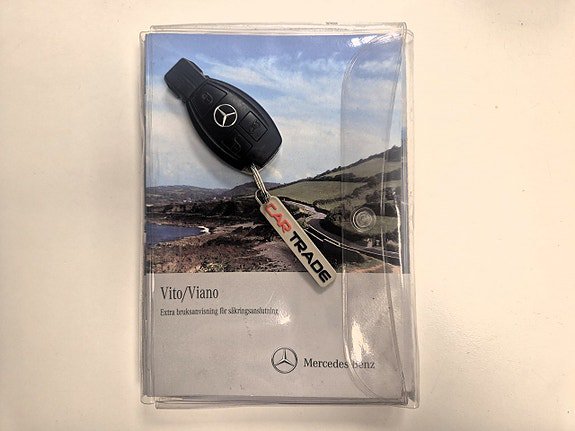 CAR TRADE
Vito/Viano
Extra bruksanvisning för säkringsanslutning
Mercedes-Benz